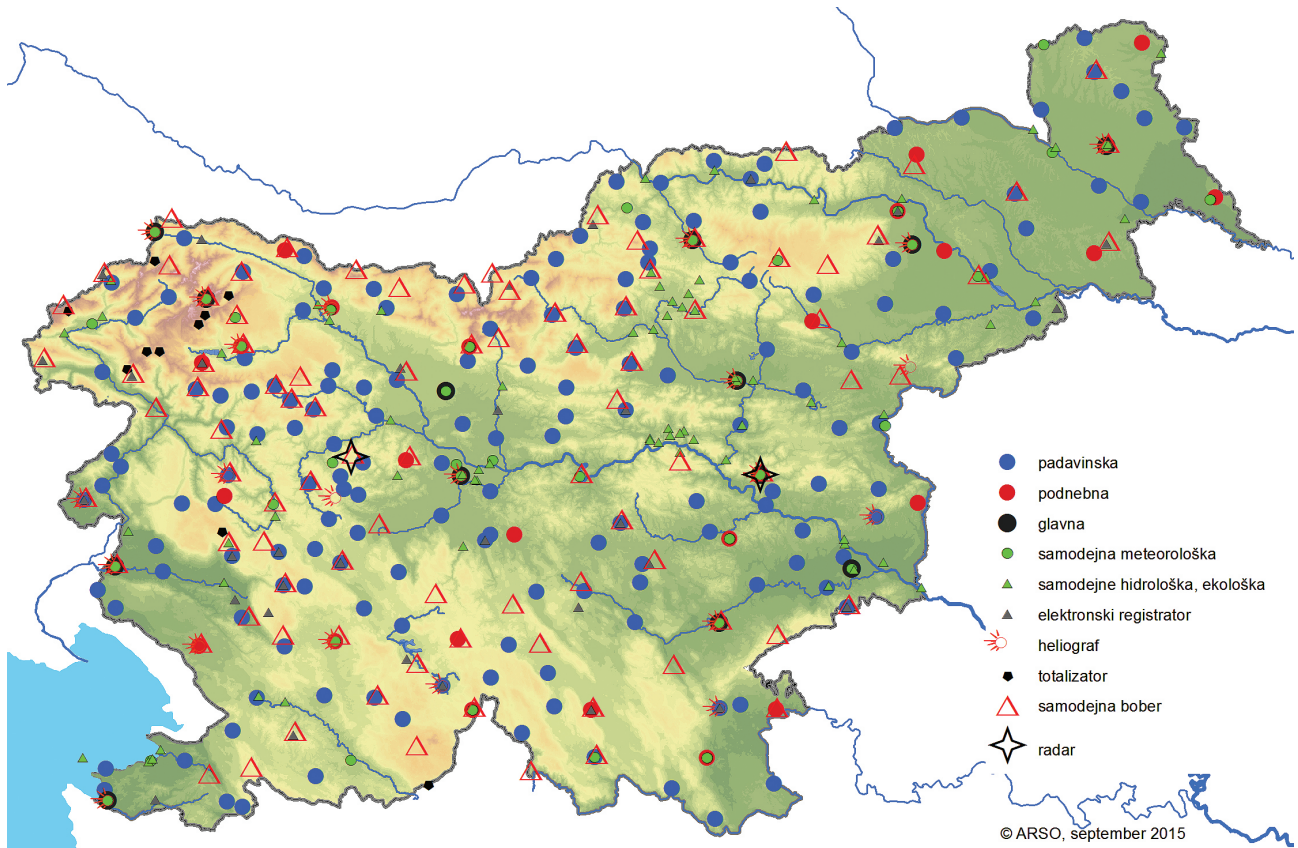 padavinska
podnebna
glavna
samodejna meteorološka
samodejne hidrološka, ekološka
elektronski registrator
heliograf
totalizator
samodejna bober
radar
© ARSO, september 2015